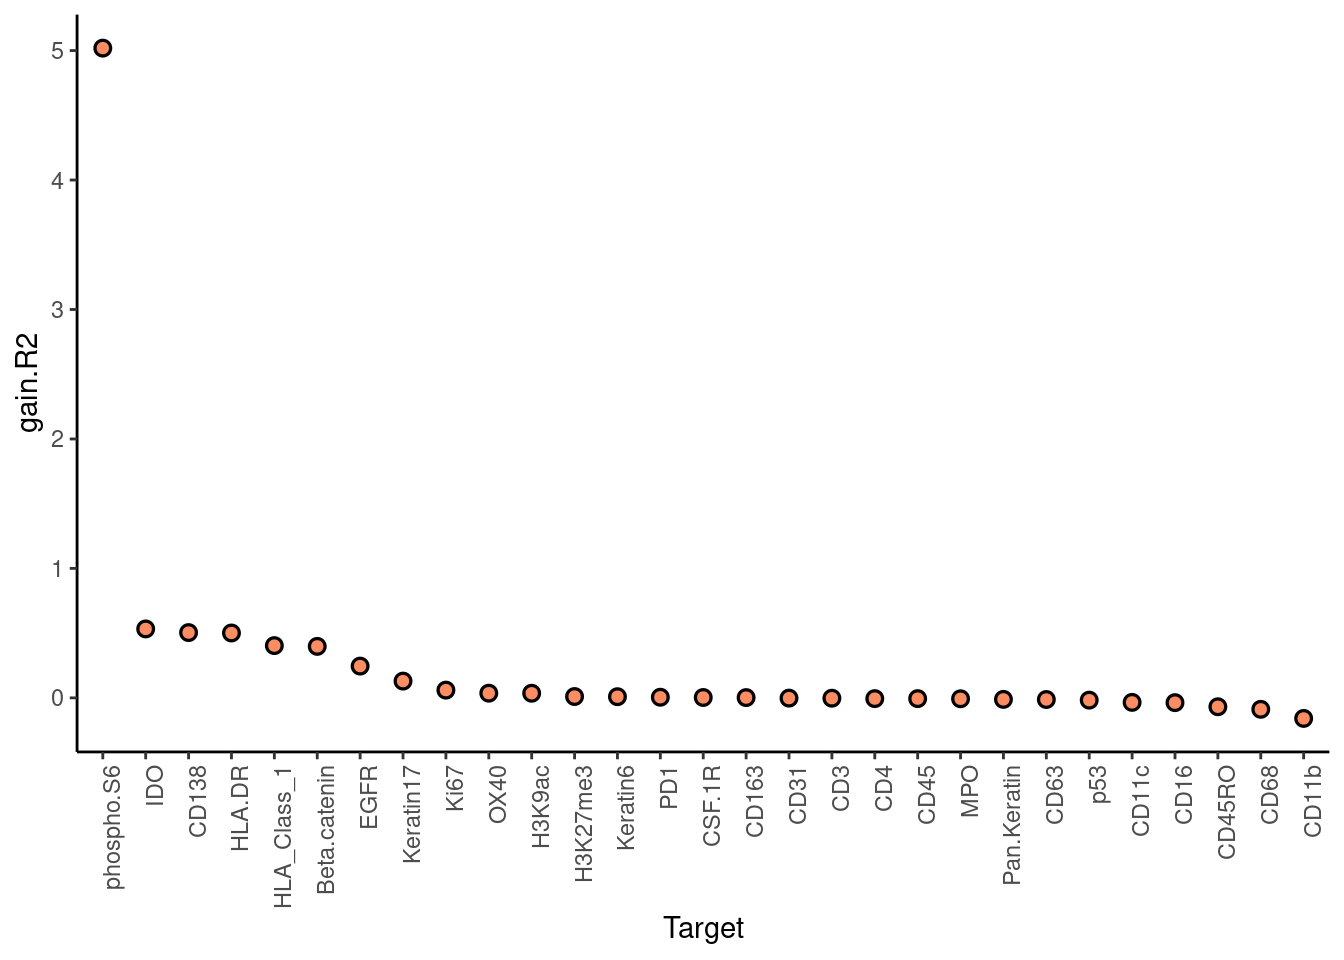 5
4
3
2
1
0
gain.R2
phospho.S6
IDO
CD138
HLA.DR
HLA_Class_1
Beta.catenin
EGFR
Keratin17
Ki67
OX40
H3K9ac
H3K27me3
Keratin6
PD1
CSF.1R
CD163
CD31
CD3
CD4
CD45
MPO
Pan.Keratin
CD63
p53
CD11c
CD16
CD45RO
CD68
CD11b
Target